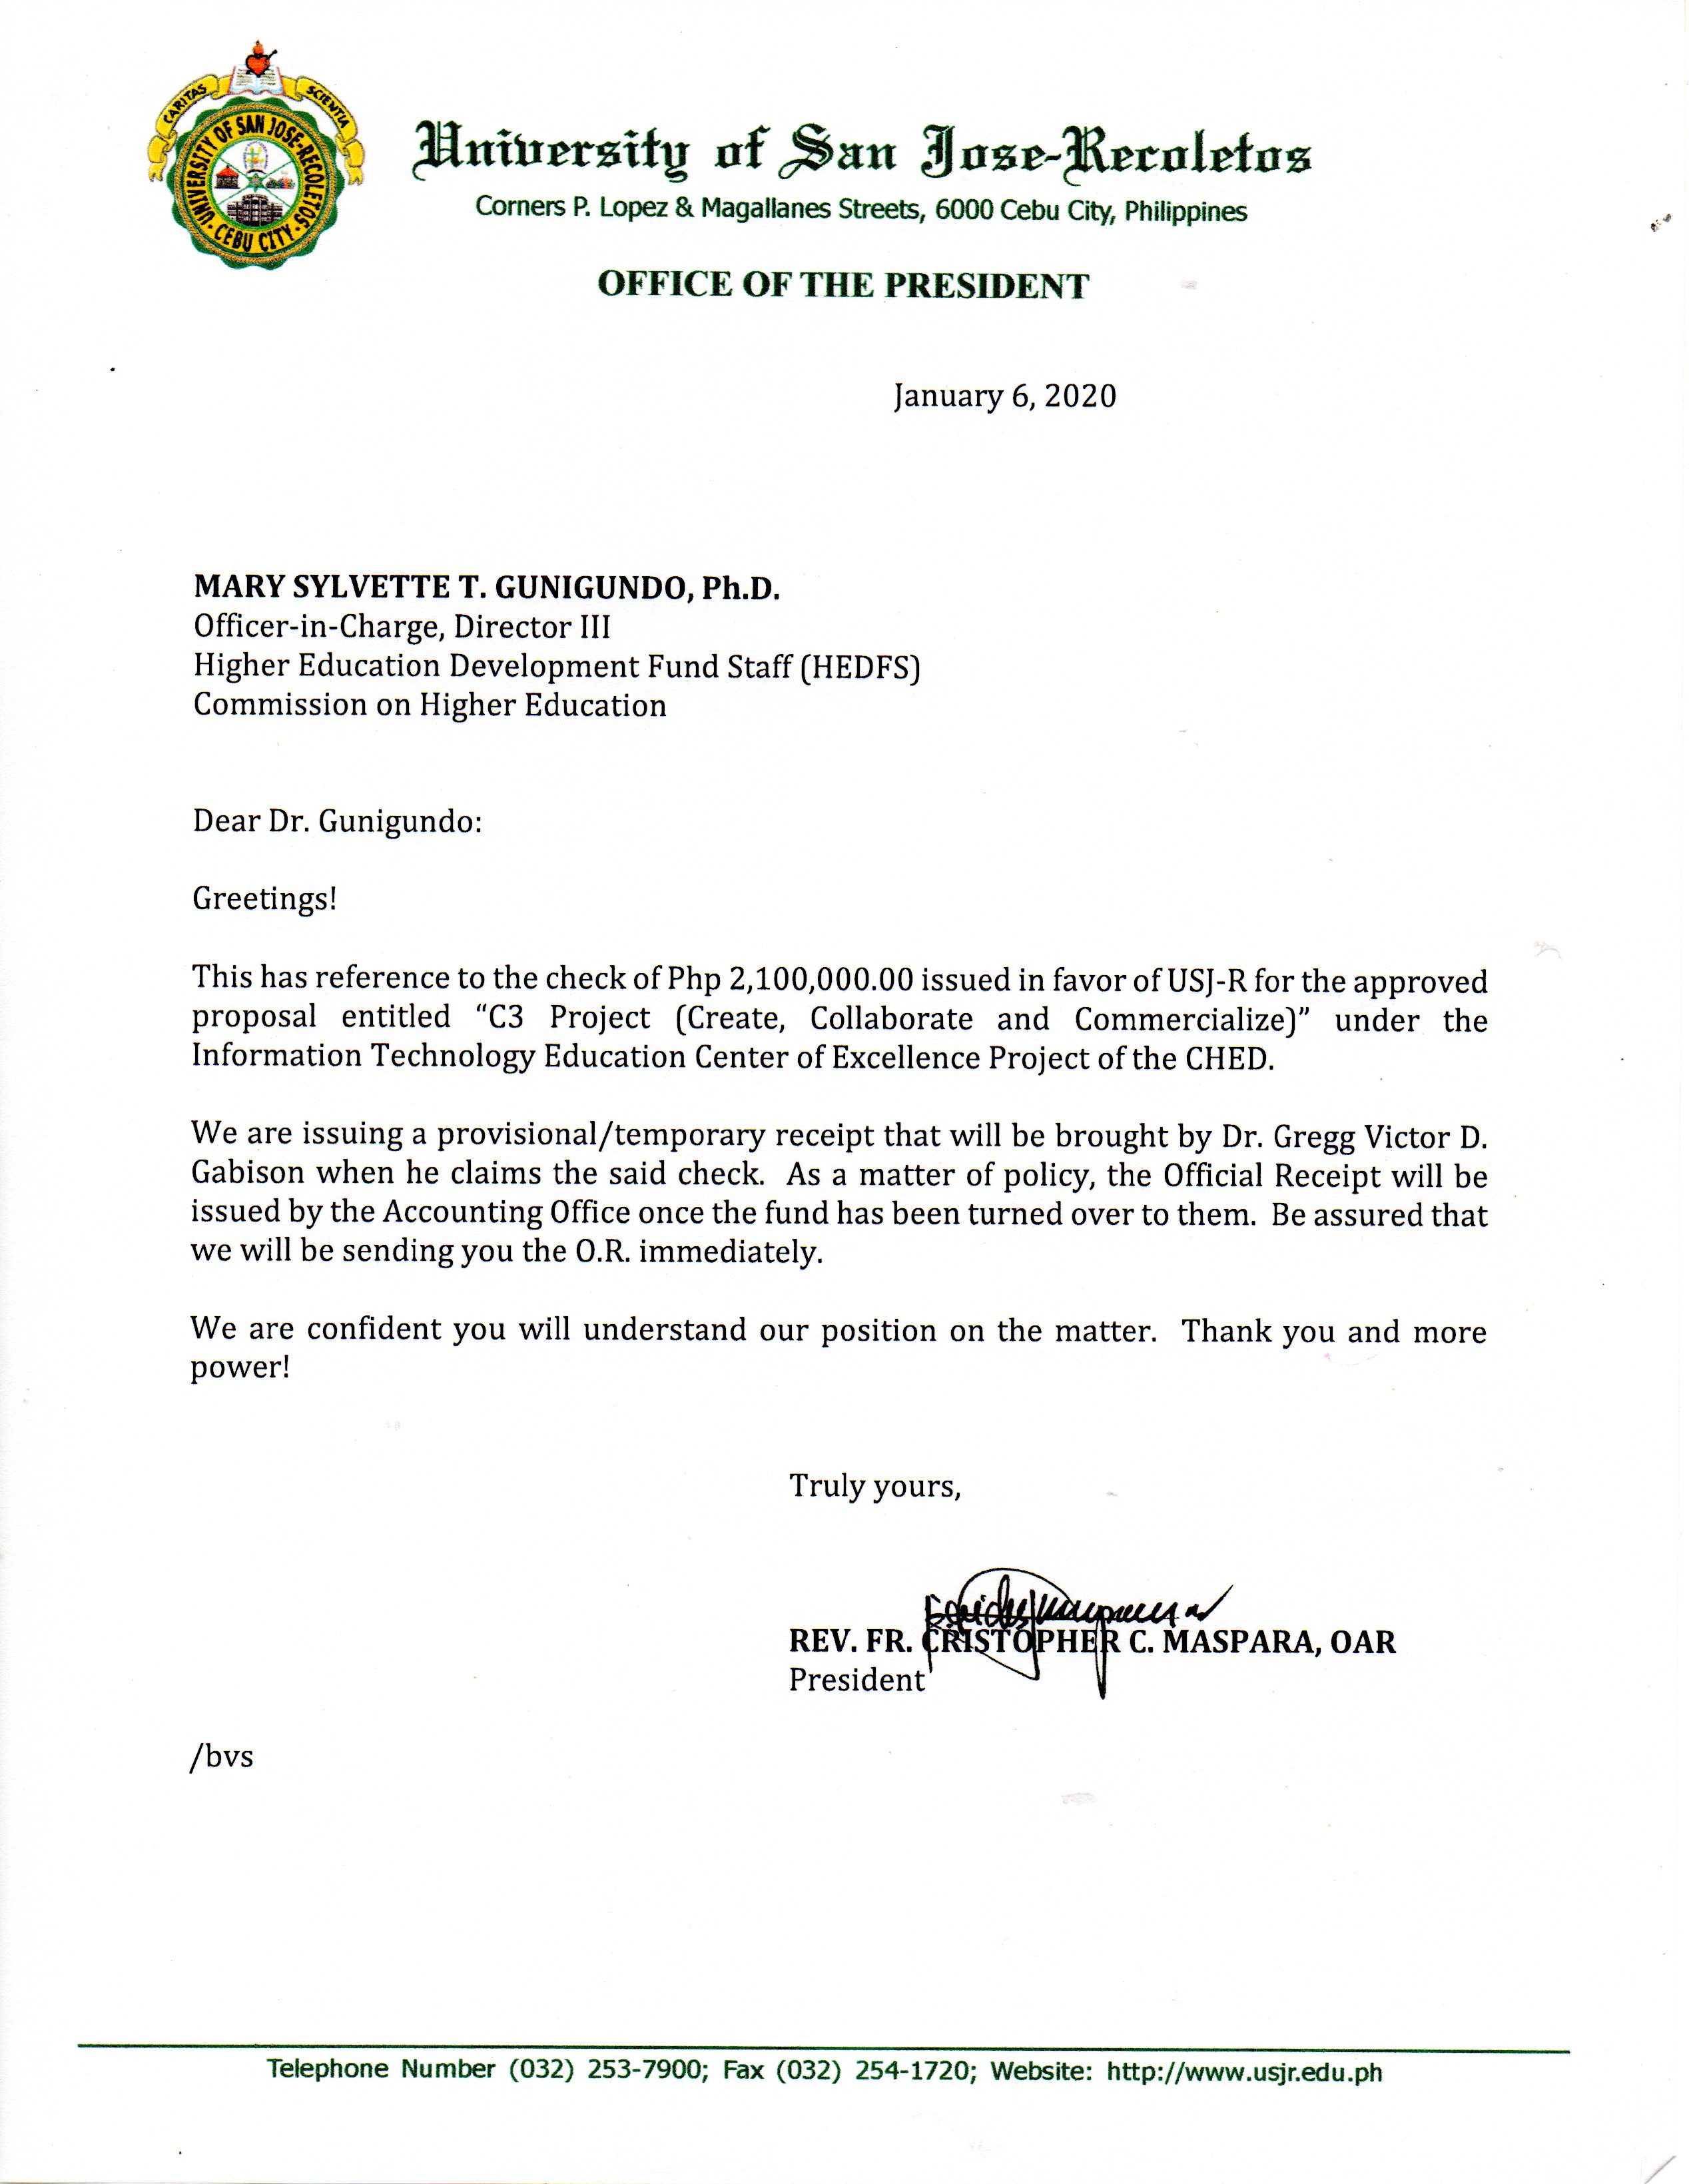 CARITAS
SCIENTIA
UNIVERSITY OF SAN JOSE-RECOLETOS
CEBU CITY
University of San Jose-Recoletos
Corners P. Lopez & Magallanes Streets, 6000 Cebu City, Philippines
OFFICE OF THE PRESIDENT
January 6, 2020
MARY SYLVETTE T. GUNIGUNDO, Ph.D.
Officer-in-Charge, Director III
Higher Education Development Fund Staff (HEDFS)
Commission on Higher Education
Dear Dr. Gunigundo:
Greetings!
This has reference to the check of Php 2,100,000.00 issued in favor of USJ-R for the approved
proposal entitled “C3 Project (Create, Collaborate and Commercialize)” under the
Information Technology Education Center of Excellence Project of the CHED.
We are issuing a provisional/temporary receipt that will be brought by Dr. Gregg Victor D.
Gabison when he claims the said check. As a matter of policy, the Official Receipt will be
issued by the Accounting Office once the fund has been turned over to them. Be assured that
we will be sending you the O.R. immediately.
We are confident you will understand our position on the matter. Thank you and more
power!
Truly yours,
REV. FR. CRISTOPHER C. MASPARA, OAR
President
/bvs
Telephone Number (032) 253-7900; Fax (032) 254-1720; Website: http://www.usjr.edu.ph